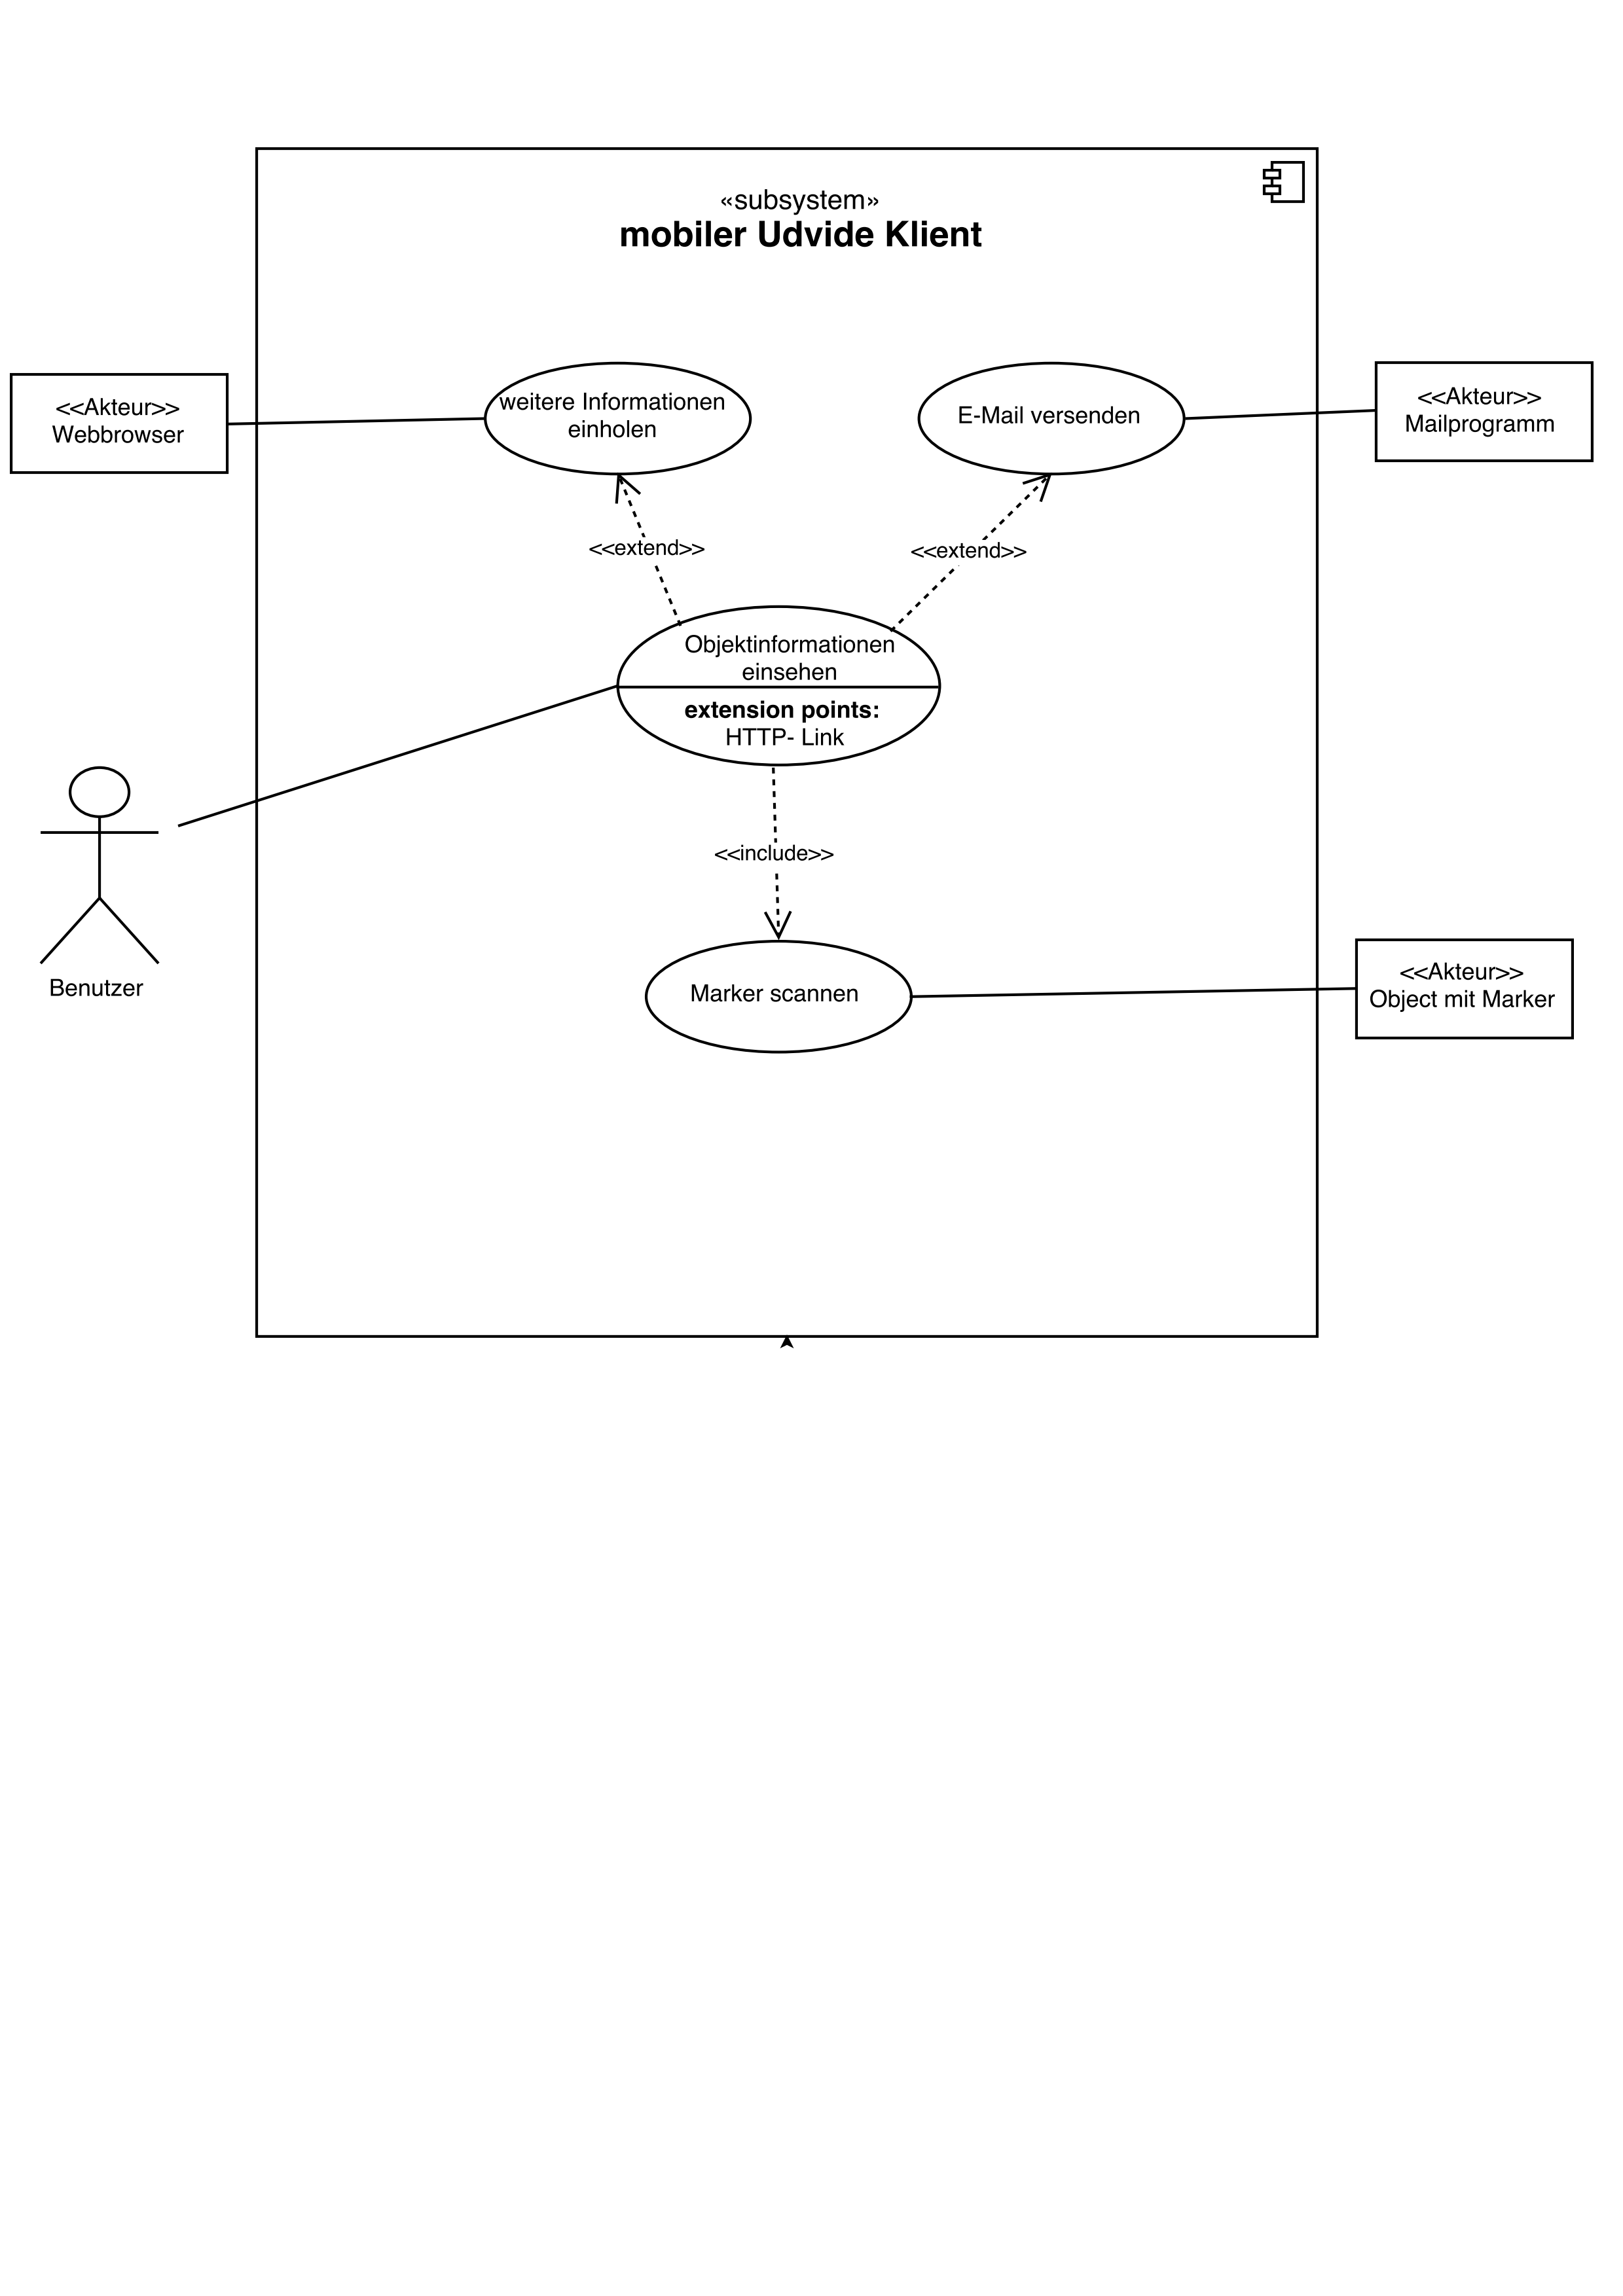 «subsystem»
mobiler Udvide Klient
<<Akteur>>
Webbrowser
weitere Informationen
einholen
E-Mail versenden
<<Akteur>>
Mailprogramm
<<extend>>
<<extend>>
Objektinformationen
einsehen
extension points:
HTTP- Link
<<include>>
Benutzer
Marker scannen
<<Akteur>>
Object mit Marker